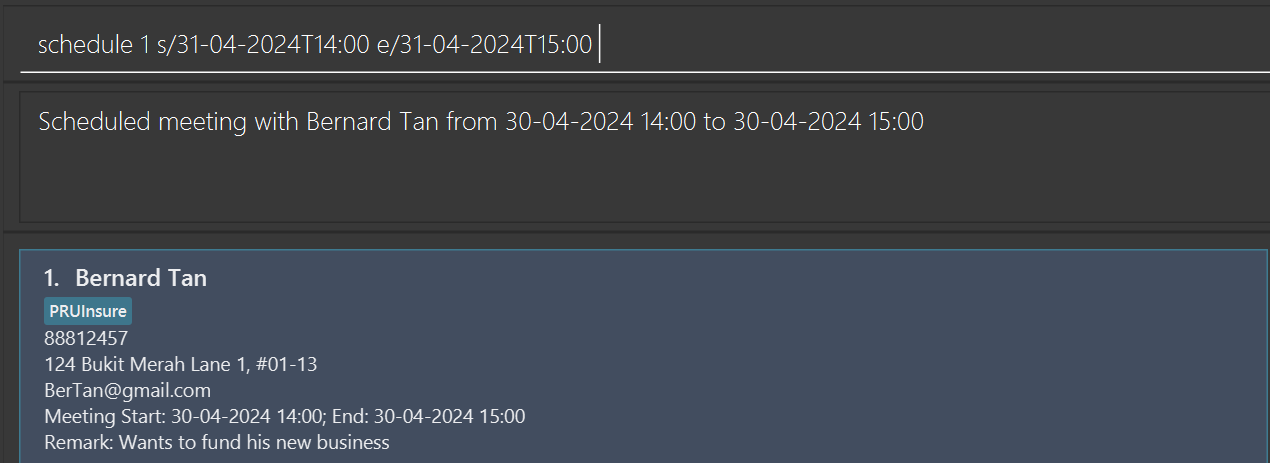 schedule 1 s/31-04-2024T14:00 e/31-04-2024T15:00
Scheduled meeting with Bernard Tan from 30-04-2024 14:00 to 30-04-2024 15:00
1. Bernard Tan
PRUInsure
88812457
124 Bukit Merah Lane 1, #01-13
BerTan@gmail.com
Meeting Start: 30-04-2024 14:00; End: 30-04-2024 15:00
Remark: Wants to fund his new business